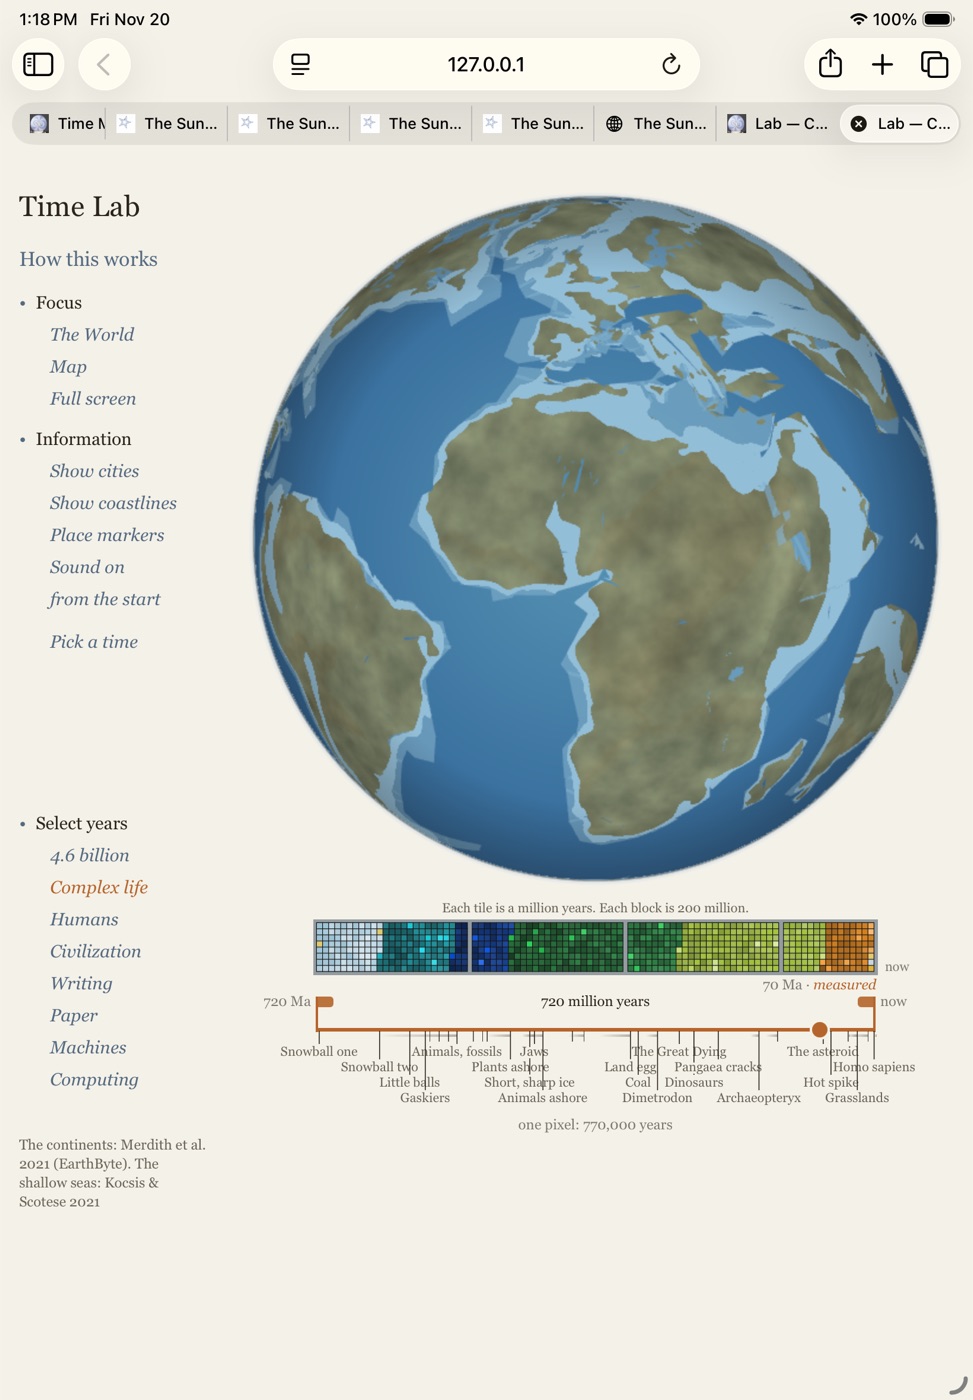 1:18 PM Fri Nov 20
100%
127.0.0.1
Time
The Sun...
The Sun...
The Sun...
The Sun...
The Sun...
Lab — C...
Lab — C...
Time Lab
How this works
• Focus
The World
Map
Full screen
• Information
Show cities
Show coastlines
Place markers
Sound on
from the start
Pick a time
• Select years
4.6 billion
Complex life
Humans
Civilization
Writing
Paper
Machines
Computing
The continents: Merdith et al.
2021 (EarthByte). The
shallow seas: Kocsis &
Scotese 2021
Each tile is a million years. Each block is 200 million.
now
70 Ma · measured
720 Ma
720 million years
now
Snowball one
Animals, fossils
Jaws
The Great Dying
The asteroid
Snowball two
Plants ashore
Land egg
Pangaea cracks
Homo sapiens
Little balls
Short, sharp ice
Coal
Dinosaurs
Hot spike
Gaskiers
Animals ashore
Dimetrodon
Archaeopteryx
Grasslands
one pixel: 770,000 years